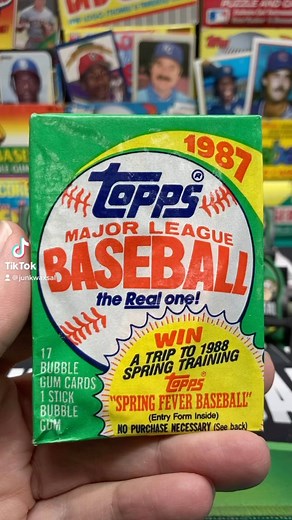 1987
topps®
MAJOR LEAGUE
BASEBALL
the Real one!
WIN
A TRIP TO 1988
SPRING TRAINING
topps
"SPRING FEVER BASEBALL"
(Entry Form Inside)
NO PURCHASE NECESSARY (See back)
17
BUBBLE
GUM CARDS
1 STICK
BUBBLE
GUM
TikTok